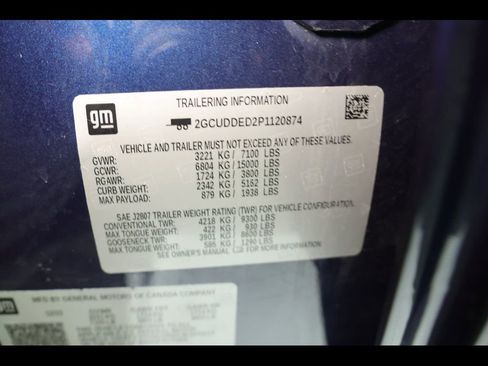 gm
TRAILERING INFORMATION
2GCUDDED2P1120874
VEHICLE AND TRAILER MUST NOT EXCEED ANY OF THESE VALUES.
GVWR: 3221 KG / 7100 LBS
GCWR: 6804 KG / 15000 LBS
RGAWR: 1724 KG / 3800 LBS
CURB WEIGHT: 2342 KG / 5162 LBS
MAX PAYLOAD: 879 KG / 1938 LBS
SAE J2807 TRAILER WEIGHT RATING (TWR) FOR VEHICLE CONFIGURATION.
CONVENTIONAL TWR: 4218 KG / 9300 LBS
MAX TONGUE WEIGHT: 422 KG / 930 LBS
GOOSENECK TWR: 3901 KG / 8600 LBS
MAX TONGUE WEIGHT: 585 KG / 1290 LBS
SEE OWNER'S MANUAL FOR MORE INFORMATION.
gm
MFG BY GENERAL MOTORS OF CANADA COMPANY
GVWR